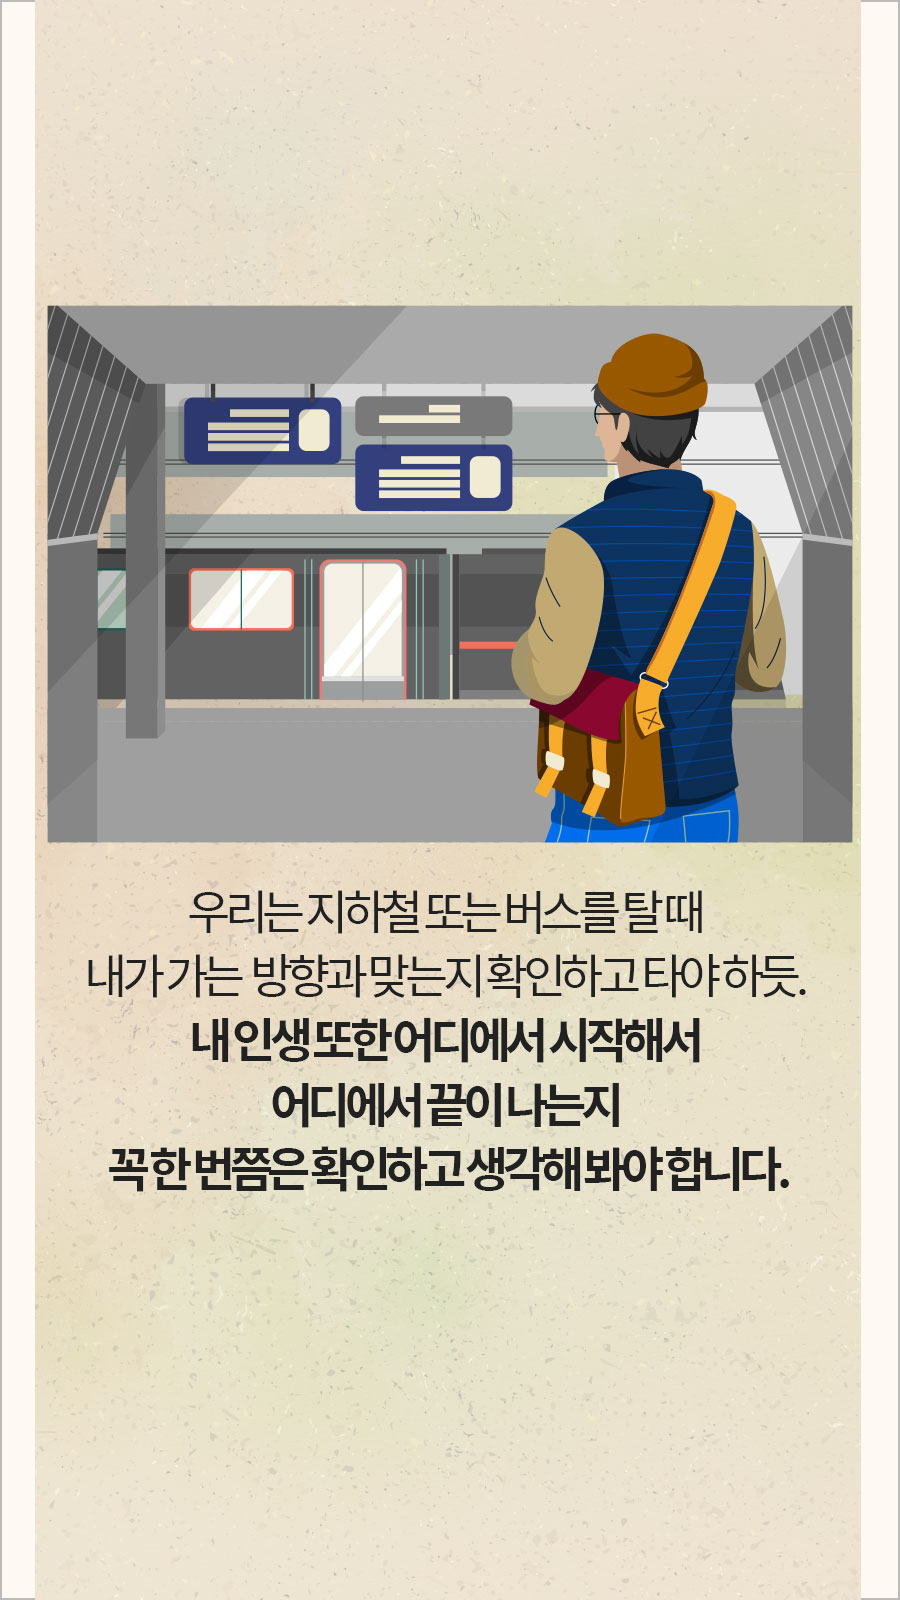 우리는 지하철 또는 버스를 탈 때
내가 가는 방향과 맞는지 확인하고 타야 하듯.
내 인생 또한 어디에서 시작해서
어디에서 끝이 나는지
꼭 한 번쯤은 확인하고 생각해 봐야 합니다.